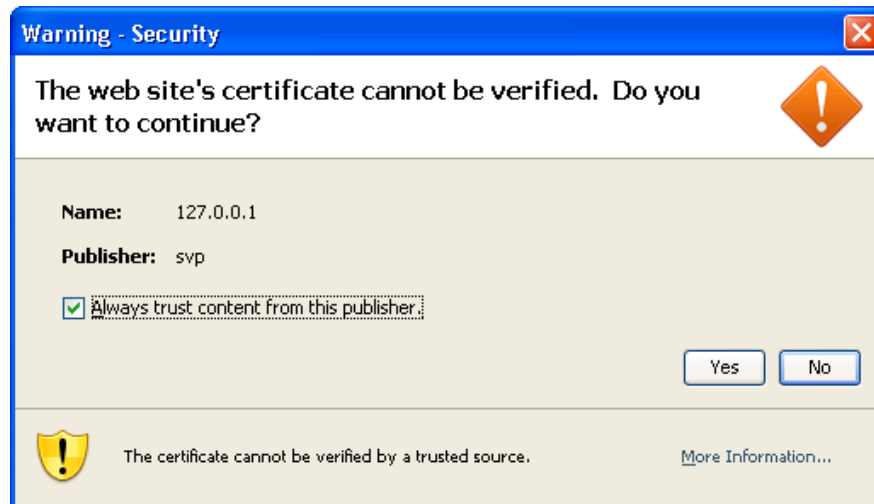 Warning - Security
The web site's certificate cannot be verified. Do you
want to continue?
Name: 127.0.0.1
Publisher: svp
Always trust content from this publisher.
Yes No
The certificate cannot be verified by a trusted source. More Information...